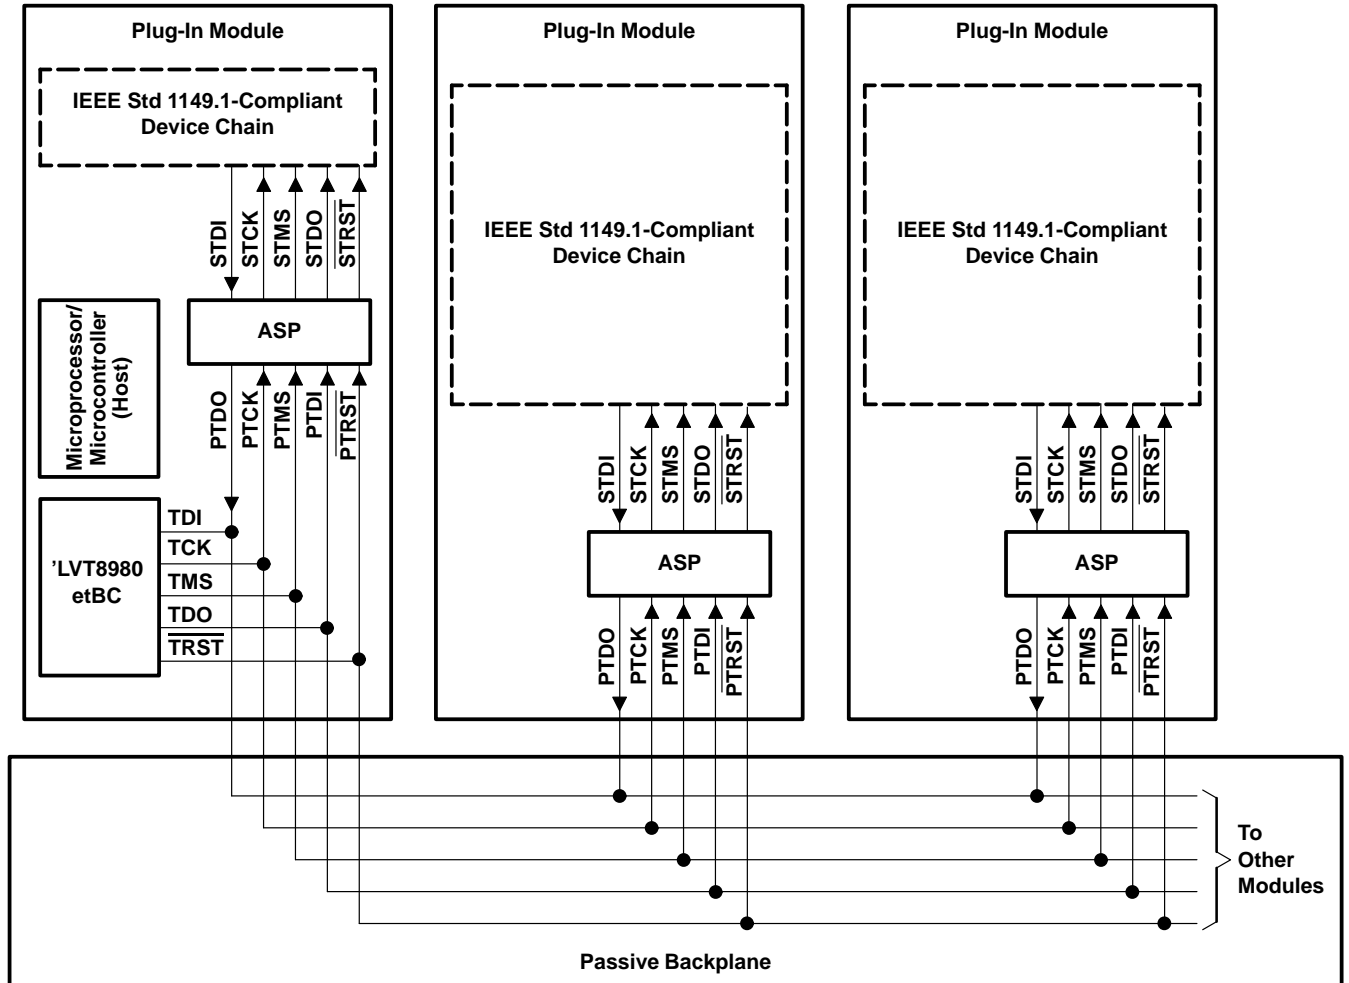 Plug-In Module
IEEE Std 1149.1-Compliant
Device Chain
STDI
STCK
STMS
STDO
STRST
ASP
Microprocessor/
Microcontroller
(Host)
PTDO
PTCK
PTMS
PTDI
PTRST
'LVT8980
etBC
TDI
TCK
TMS
TDO
TRST
Plug-In Module
IEEE Std 1149.1-Compliant
Device Chain
STDI
STCK
STMS
STDO
STRST
ASP
PTDO
PTCK
PTMS
PTDI
PTRST
Plug-In Module
IEEE Std 1149.1-Compliant
Device Chain
STDI
STCK
STMS
STDO
STRST
ASP
PTDO
PTCK
PTMS
PTDI
PTRST
To
Other
Modules
Passive Backplane